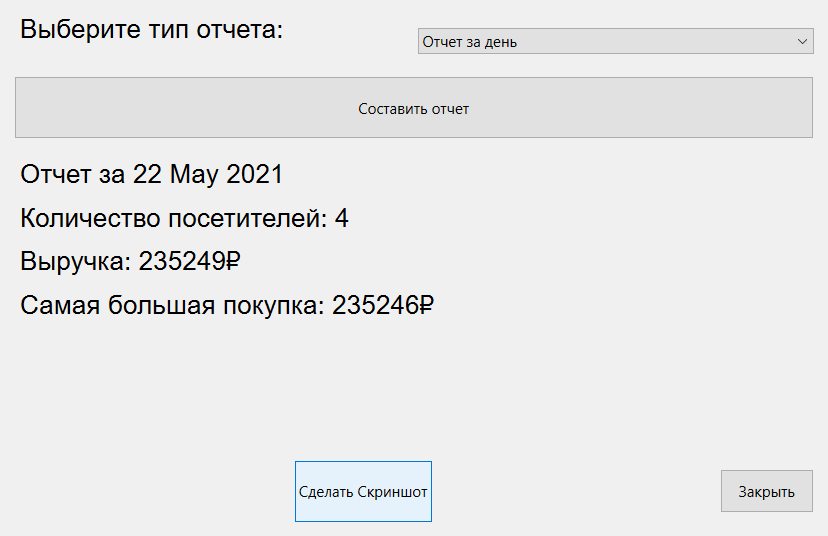 Выберите тип отчета:
Отчет за день
Составить отчет
Отчет за 22 May 2021
Количество посетителей: 4
Выручка: 235249₽
Самая большая покупка: 235246₽
Сделать Скриншот
Закрыть